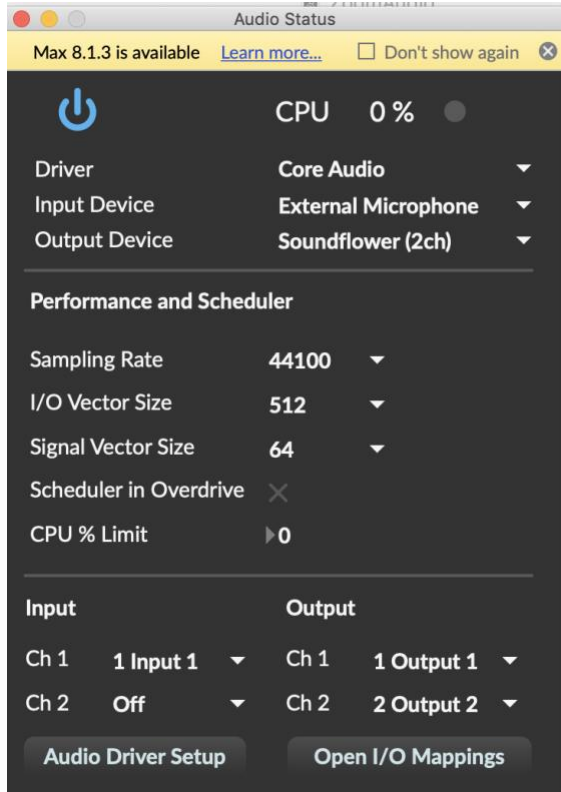 Audio Status
Max 8.1.3 is available Learn more... Don't show again
CPU 0 %
Driver Core Audio
Input Device External Microphone
Output Device Soundflower (2ch)
Performance and Scheduler
Sampling Rate 44100
I/O Vector Size 512
Signal Vector Size 64
Scheduler in Overdrive
CPU % Limit 0
Input Output
Ch 1 1 Input 1 Ch 1 1 Output 1
Ch 2 Off Ch 2 2 Output 2
Audio Driver Setup Open I/O Mappings